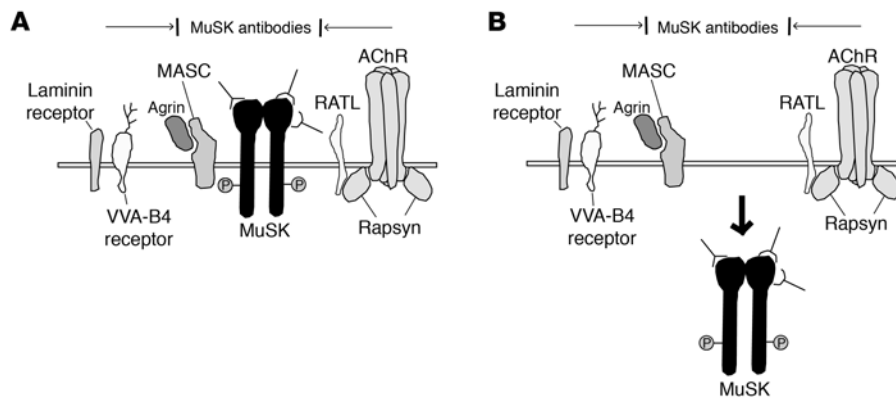 A
MuSK antibodies
AChR
MASC
Laminin
receptor
Agrin
RATL
P
P
VVA-B4
receptor
MuSK
Rapsyn
B
MuSK antibodies
AChR
MASC
Laminin
receptor
Agrin
RATL
VVA-B4
receptor
Rapsyn
P
P
MuSK